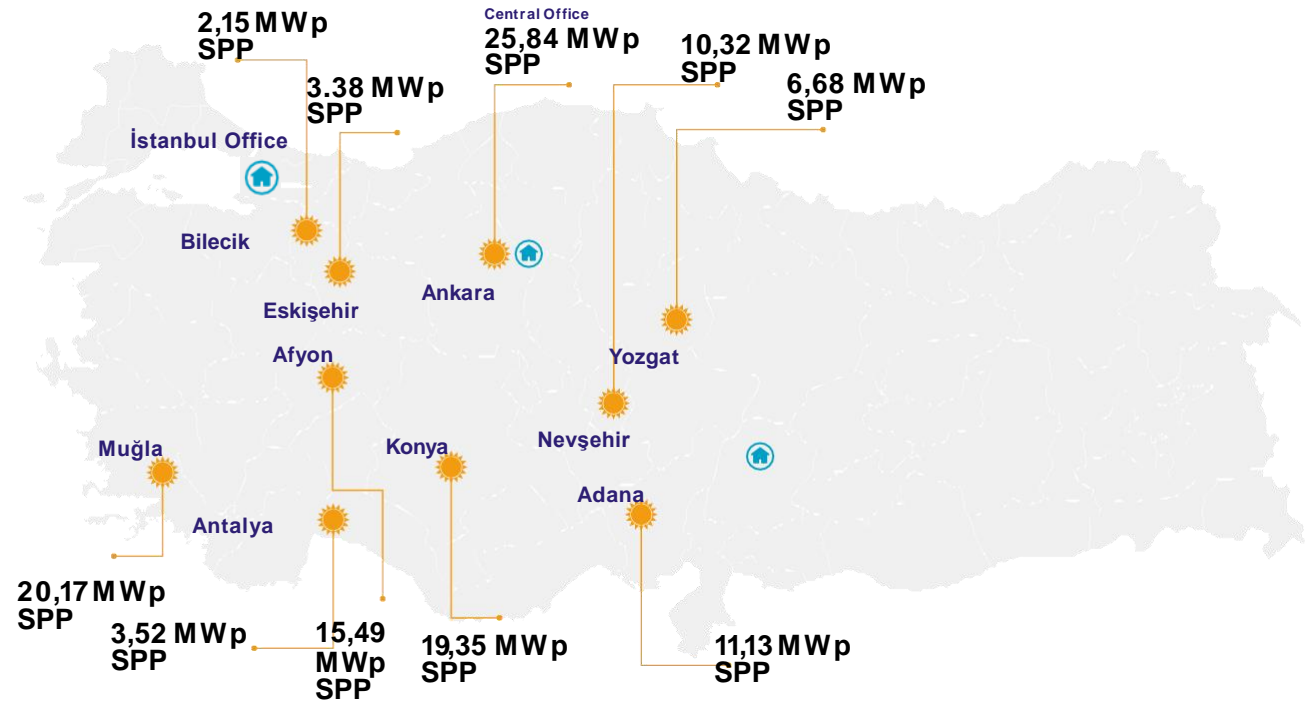 Central Office
2,15 MWp
SPP
25,84 MWp
SPP
10,32 MWp
SPP
3.38 MWp
SPP
6,68 MWp
SPP
İstanbul Office
Bilecik
Eskişehir
Ankara
Afyon
Yozgat
Muğla
Konya
Nevşehir
Adana
Antalya
20,17 MWp
SPP
3,52 MWp
SPP
15,49
MWp
SPP
19,35 MWp
SPP
11,13 MWp
SPP